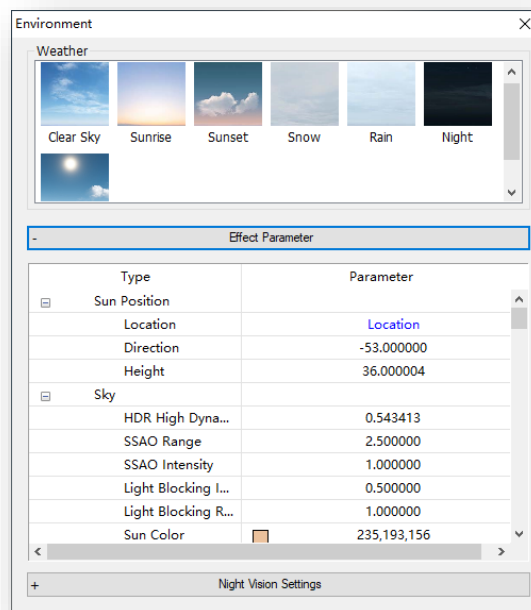 Environment
Weather
Clear Sky Sunrise Sunset Snow Rain Night
- Effect Parameter
Type Parameter
Sun Position
Location Location
Direction -53.000000
Height 36.000004
Sky
HDR High Dyna... 0.543413
SSAO Range 2.500000
SSAO Intensity 1.000000
Light Blocking I... 0.500000
Light Blocking R... 1.000000
Sun Color 235,193,156
+ Night Vision Settings